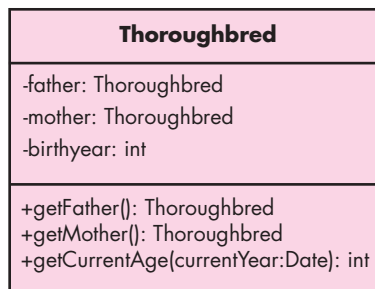 Thoroughbred
-father: Thoroughbred
-mother: Thoroughbred
-birthyear: int
+getFather(): Thoroughbred
+getMother(): Thoroughbred
+getCurrentAge(currentYear:Date): int